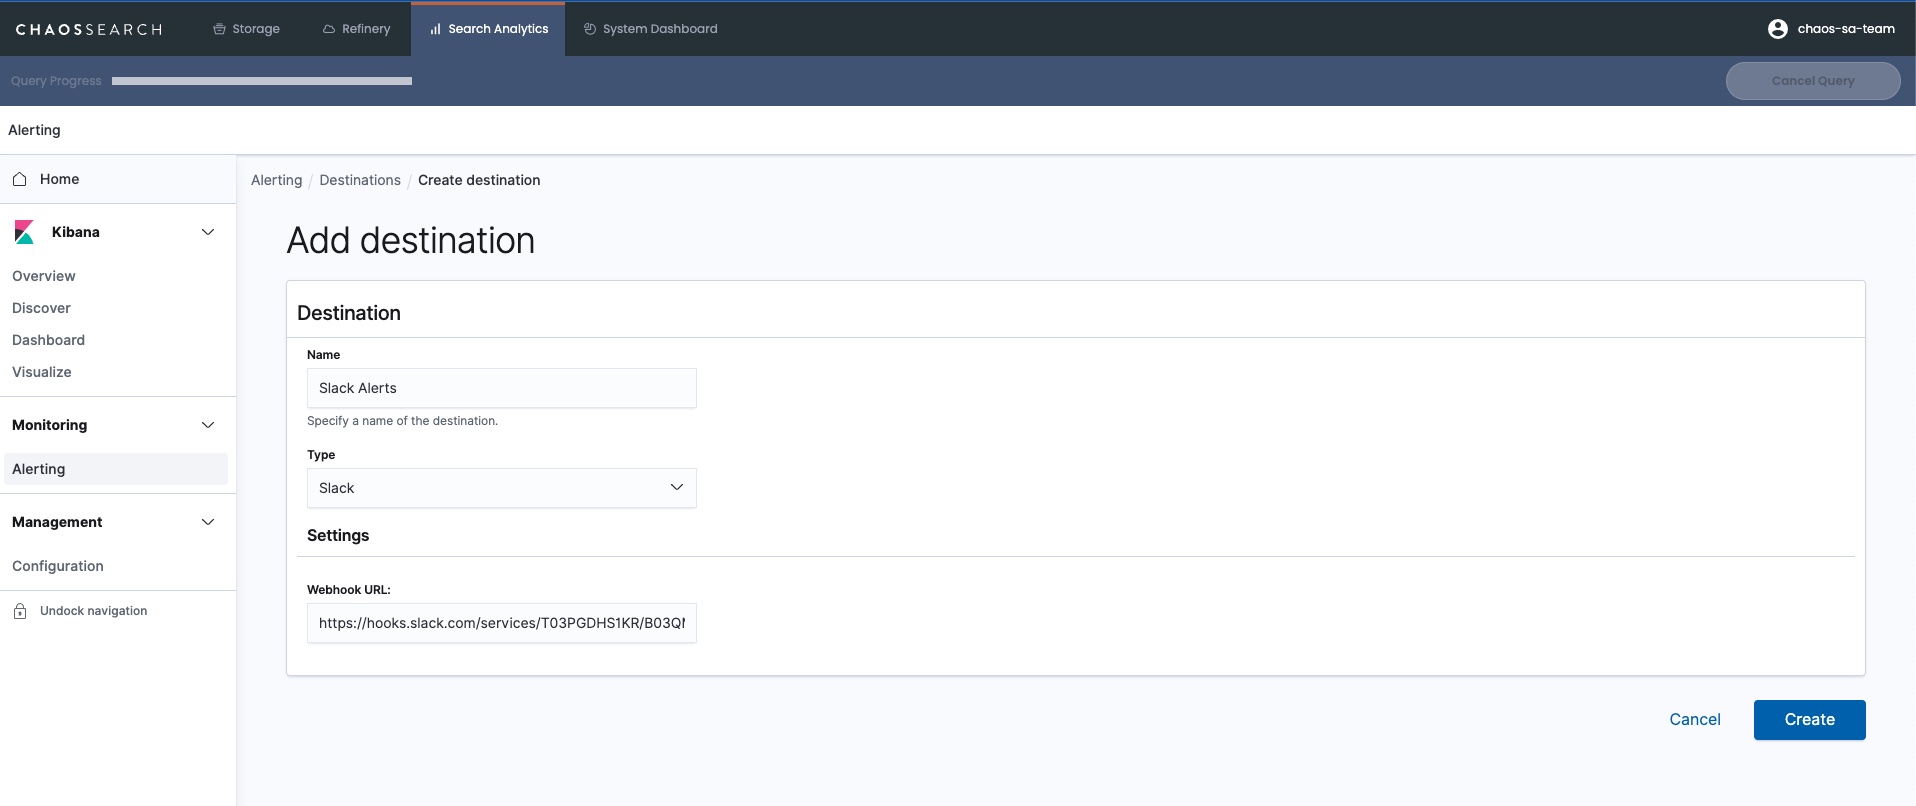 CHAOSSEARCH Storage Refinery Search Analytics System Dashboard chaos-sa-team
Query Progress Cancel Query
Alerting
Home
Kibana
Overview
Discover
Dashboard
Visualize
Monitoring
Alerting
Management
Configuration
Undock navigation
Alerting / Destinations / Create destination
Add destination
Destination
Name
Slack Alerts
Specify a name of the destination.
Type
Slack
Settings
Webhook URL:
https://hooks.slack.com/services/T03PGDHS1KR/B03Q
Cancel Create